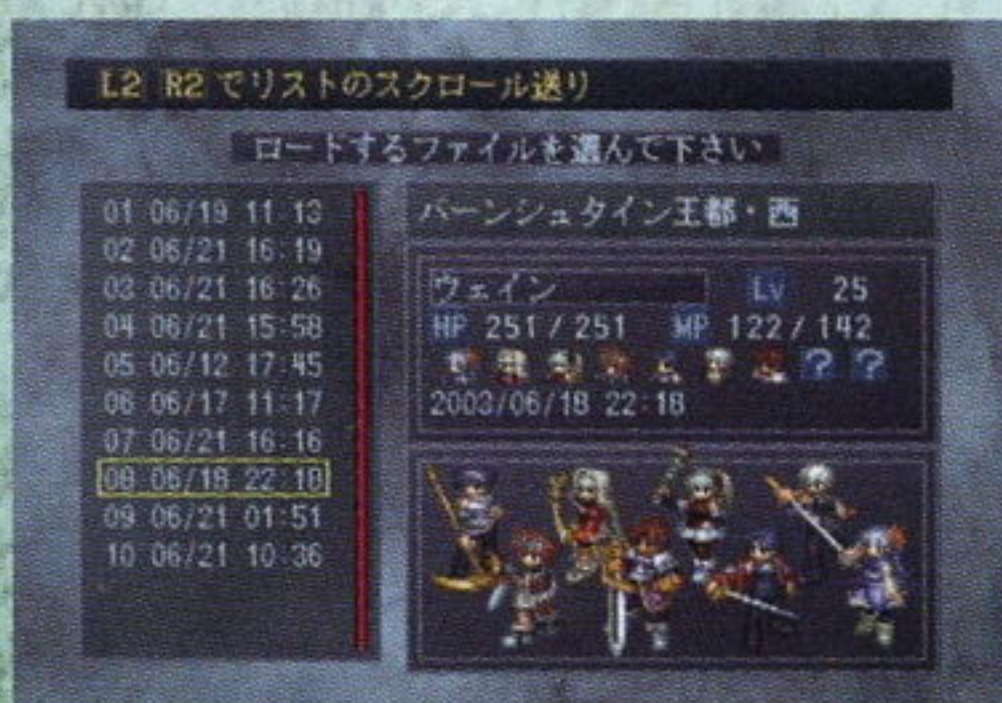 L2 R2 でリストのスクロール送り
ロードするファイルを選んで下さい
01 06/19 11:13
02 06/21 16:19
03 06/21 16:26
04 06/21 15:58
05 06/12 17:45
06 06/17 11:17
07 06/21 16:16
08 06/18 22:18
09 06/21 01:51
10 06/21 10:36
バーンシュタイン王都・西
ウェイン Lv 25
HP 251/251 MP 122/142
? ?
2003/06/18 22:18